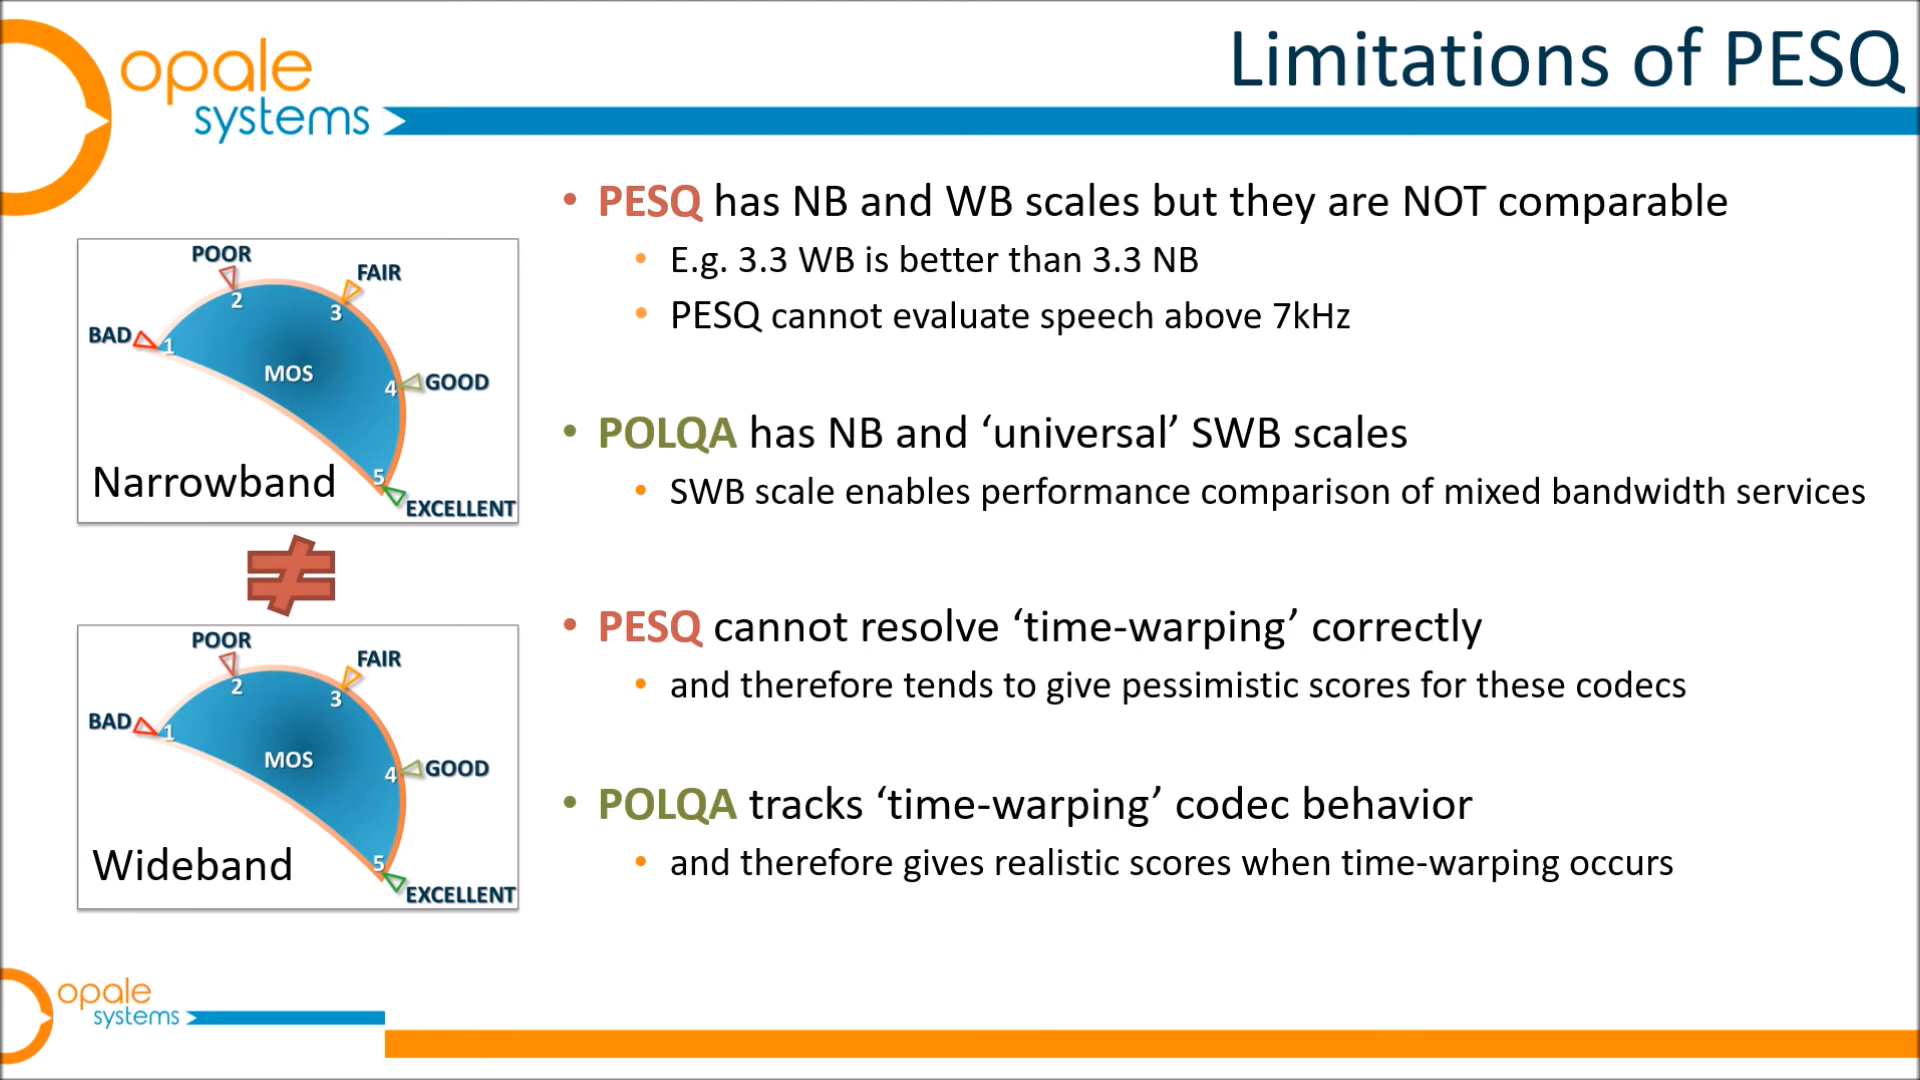 opale
systems
Limitations of PESQ
• PESQ has NB and WB scales but they are NOT comparable
• E.g. 3.3 WB is better than 3.3 NB
• PESQ cannot evaluate speech above 7kHz
• POLQA has NB and ‘universal’ SWB scales
• SWB scale enables performance comparison of mixed bandwidth services
• PESQ cannot resolve ‘time-warping’ correctly
• and therefore tends to give pessimistic scores for these codecs
• POLQA tracks ‘time-warping’ codec behavior
• and therefore gives realistic scores when time-warping occurs
POOR
FAIR
2
3
BAD
1
MOS
4
GOOD
5
Narrowband
EXCELLENT
≠
POOR
FAIR
2
3
BAD
1
MOS
4
GOOD
5
Wideband
EXCELLENT
opale
systems